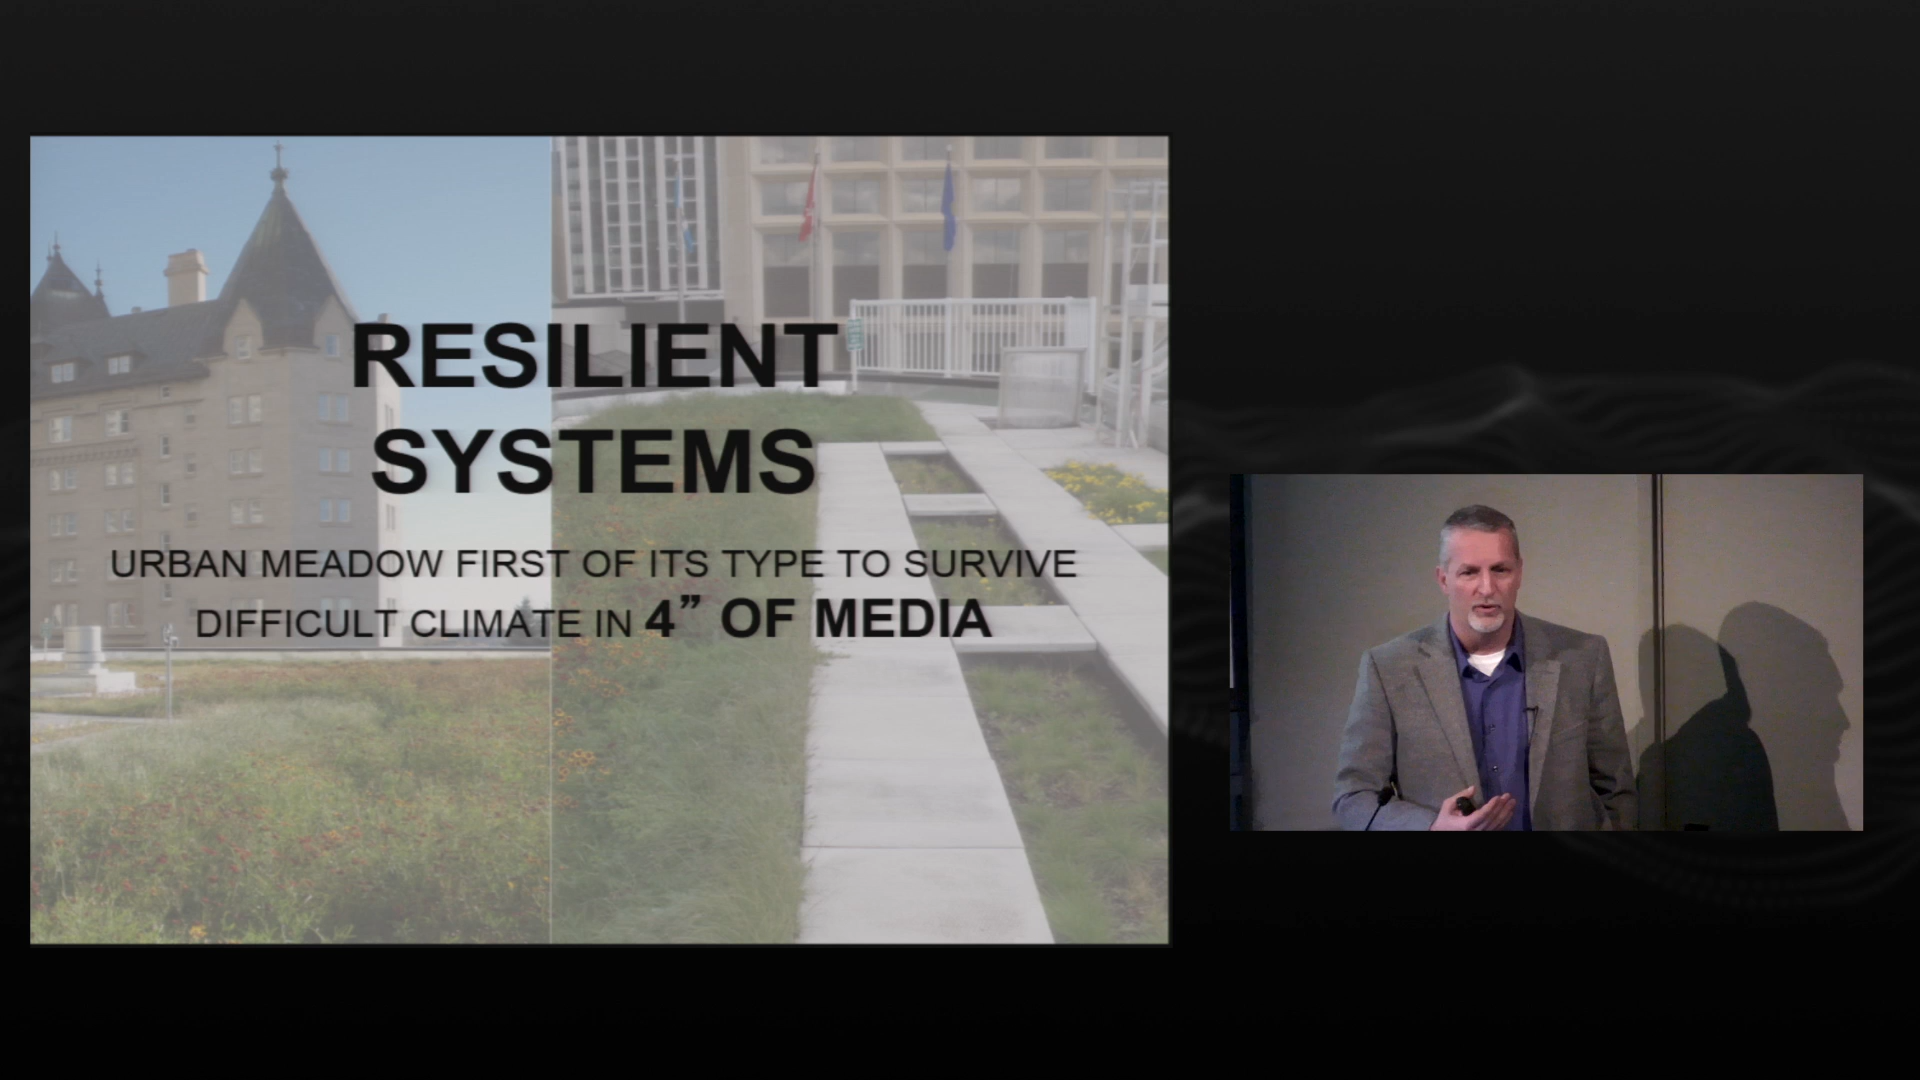 RESILIENT
SYSTEMS
URBAN MEADOW FIRST OF ITS TYPE TO SURVIVE
DIFFICULT CLIMATE IN 4” OF MEDIA